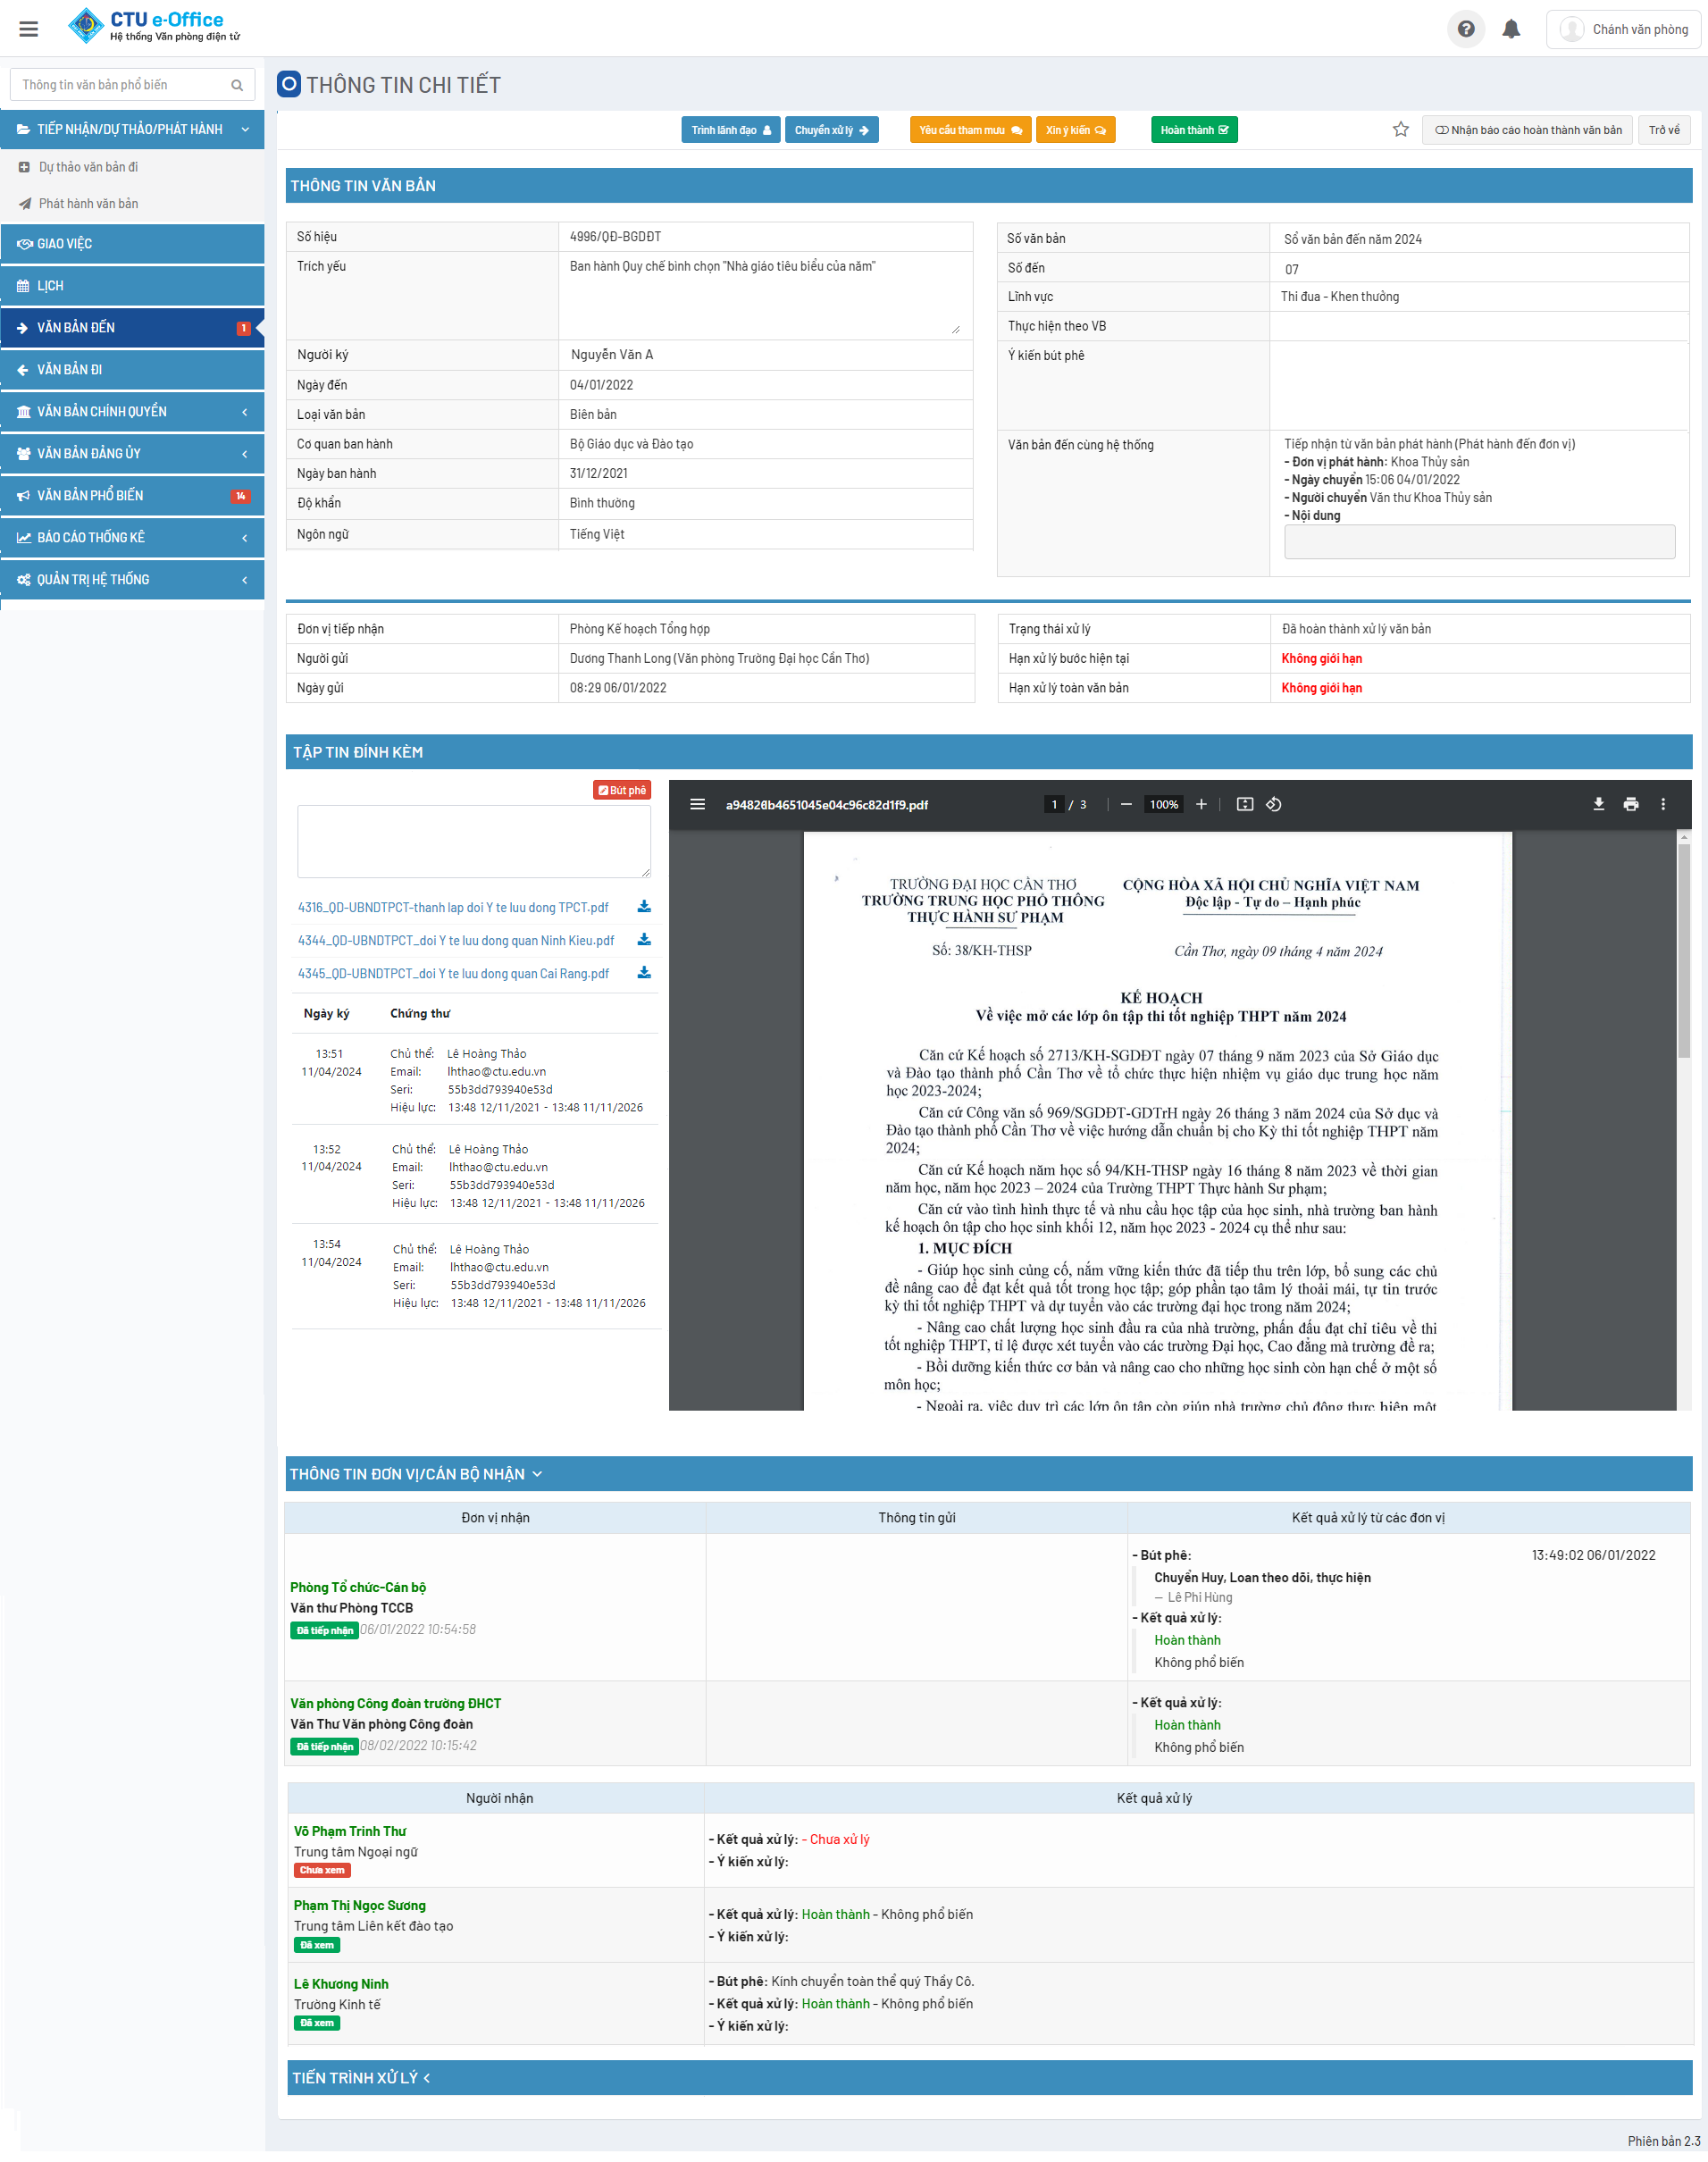 CTU e-Office
Hệ thống Văn phòng điện tử
Chánh văn phòng
Thông tin văn bản phổ biến
TIẾP NHẬN/DỰ THẢO/PHÁT HÀNH
Dự thảo văn bản đi
Phát hành văn bản
GIAO VIỆC
LỊCH
VĂN BẢN ĐẾN 1
VĂN BẢN ĐI
VĂN BẢN CHÍNH QUYỀN
VĂN BẢN ĐẢNG ỦY
VĂN BẢN PHỔ BIẾN 14
BÁO CÁO THỐNG KÊ
QUẢN TRỊ HỆ THỐNG
THÔNG TIN CHI TIẾT
Trình lãnh đạo Chuyển xử lý Yêu cầu tham mưu Xin ý kiến Hoàn thành Nhận báo cáo hoàn thành văn bản Trở về
THÔNG TIN VĂN BẢN
Số hiệu 4996/QĐ-BGDĐT
Trích yếu Ban hành Quy chế bình chọn "Nhà giáo tiêu biểu của năm"
Người ký Nguyễn Văn A
Ngày đến 04/01/2022
Loại văn bản Biên bản
Cơ quan ban hành Bộ Giáo dục và Đào tạo
Ngày ban hành 31/12/2021
Độ khẩn Bình thường
Ngôn ngữ Tiếng Việt
Số văn bản Sổ văn bản đến năm 2024
Số đến 07
Lĩnh vực Thi đua - Khen thưởng
Thực hiện theo VB
Ý kiến bút phê
Văn bản đến cùng hệ thống Tiếp nhận từ văn bản phát hành (Phát hành đến đơn vị)
- Đơn vị phát hành: Khoa Thủy sản
- Ngày chuyển 15:06 04/01/2022
- Người chuyển Văn thư Khoa Thủy sản
- Nội dung
Đơn vị tiếp nhận Phòng Kế hoạch Tổng hợp
Người gửi Dương Thanh Long (Văn phòng Trường Đại học Cần Thơ)
Ngày gửi 08:29 06/01/2022
Trạng thái xử lý Đã hoàn thành xử lý văn bản
Hạn xử lý bước hiện tại Không giới hạn
Hạn xử lý toàn văn bản Không giới hạn
TẬP TIN ĐÍNH KÈM
Bút phê
4316_QD-UBNDTPCT-thanh lap doi Y te luu dong TPCT.pdf
4344_QD-UBNDTPCT_doi Y te luu dong quan Ninh Kieu.pdf
4345_QD-UBNDTPCT_doi Y te luu dong quan Cai Rang.pdf
Ngày ký Chứng thư
13:51 11/04/2024
Chủ thể: Lê Hoàng Thảo
Email: lhthao@ctu.edu.vn
Seri: 55b3dd793940e53d
Hiệu lực: 13:48 12/11/2021 - 13:48 11/11/2026
13:52 11/04/2024
Chủ thể: Lê Hoàng Thảo
Email: lhthao@ctu.edu.vn
Seri: 55b3dd793940e53d
Hiệu lực: 13:48 12/11/2021 - 13:48 11/11/2026
13:54 11/04/2024
Chủ thể: Lê Hoàng Thảo
Email: lhthao@ctu.edu.vn
Seri: 55b3dd793940e53d
Hiệu lực: 13:48 12/11/2021 - 13:48 11/11/2026
1 / 3 100%
TRƯỜNG ĐẠI HỌC CẦN THƠ
TRƯỜNG TRUNG HỌC PHỔ THÔNG
THỰC HÀNH SƯ PHẠM
Số: 38/KH-THSP
CỘNG HÒA XÃ HỘI CHỦ NGHĨA VIỆT NAM
Độc lập - Tự do – Hạnh phúc
Cần Thơ, ngày 09 tháng 4 năm 2024
KẾ HOẠCH
Về việc mở các lớp ôn tập thi tốt nghiệp THPT năm 2024
Căn cứ Kế hoạch số 2713/KH-SGDĐT ngày 07 tháng 9 năm 2023 của Sở Giáo dục
và Đào tạo thành phố Cần Thơ về tổ chức thực hiện nhiệm vụ giáo dục trung học năm
học 2023-2024;
Căn cứ Công văn số 969/SGDĐT-GDTrH ngày 26 tháng 3 năm 2024 của Sở dục và
Đào tạo thành phố Cần Thơ về việc hướng dẫn chuẩn bị cho Kỳ thi tốt nghiệp THPT năm
2024;
Căn cứ Kế hoạch năm học số 94/KH-THSP ngày 16 tháng 8 năm 2023 về thời gian
năm học, năm học 2023 – 2024 của Trường THPT Thực hành Sư phạm;
Căn cứ vào tình hình thực tế và nhu cầu học tập của học sinh, nhà trường ban hành
kế hoạch ôn tập cho học sinh khối 12, năm học 2023 - 2024 cụ thể như sau:
1. MỤC ĐÍCH
- Giúp học sinh củng cố, nắm vững kiến thức đã tiếp thu trên lớp, bổ sung các chủ
đề nâng cao để đạt kết quả tốt trong học tập; góp phần tạo tâm lý thoải mái, tự tin trước
kỳ thi tốt nghiệp THPT và dự tuyển vào các trường đại học trong năm 2024;
- Nâng cao chất lượng học sinh đầu ra của nhà trường, phấn đấu đạt chỉ tiêu về thi
tốt nghiệp THPT, tỉ lệ được xét tuyển vào các trường Đại học, Cao đẳng mà trường đề ra;
- Bồi dưỡng kiến thức cơ bản và nâng cao cho những học sinh còn hạn chế ở một số
môn học;
- Ngoài ra, việc duy trì các lớp ôn tập còn giúp nhà trường chủ động thực hiện một
THÔNG TIN ĐƠN VỊ/CÁN BỘ NHẬN
Đơn vị nhận Thông tin gửi Kết quả xử lý từ các đơn vị
Phòng Tổ chức-Cán bộ
Văn thư Phòng TCCB
Đã tiếp nhận 06/01/2022 10:54:58
- Bút phê: 13:49:02 06/01/2022
Chuyển Huy, Loan theo dõi, thực hiện
— Lê Phi Hùng
- Kết quả xử lý:
Hoàn thành
Không phổ biến
Văn phòng Công đoàn trường ĐHCT
Văn Thư Văn phòng Công đoàn
Đã tiếp nhận 08/02/2022 10:15:42
- Kết quả xử lý:
Hoàn thành
Không phổ biến
Người nhận Kết quả xử lý
Võ Phạm Trinh Thư
Trung tâm Ngoại ngữ
Chưa xem
- Kết quả xử lý: - Chưa xử lý
- Ý kiến xử lý:
Phạm Thị Ngọc Sương
Trung tâm Liên kết đào tạo
Đã xem
- Kết quả xử lý: Hoàn thành - Không phổ biến
- Ý kiến xử lý:
Lê Khương Ninh
Trường Kinh tế
Đã xem
- Bút phê: Kính chuyển toàn thể quý Thầy Cô.
- Kết quả xử lý: Hoàn thành - Không phổ biến
- Ý kiến xử lý:
TIẾN TRÌNH XỬ LÝ
Phiên bản 2.3